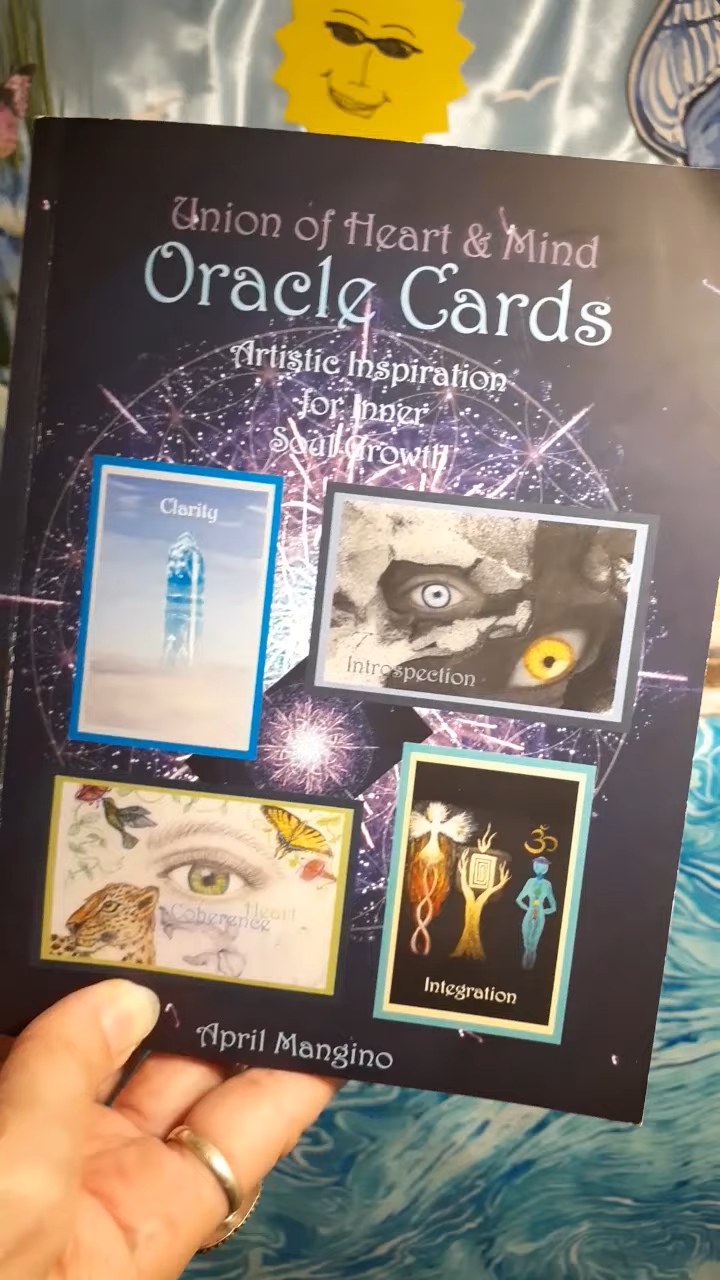 Union of Heart & Mind
Oracle Cards
Artistic Inspiration
for Inner
Soul Growth
Clarity
Introspection
Heart
Coherence
Integration
April Mangino